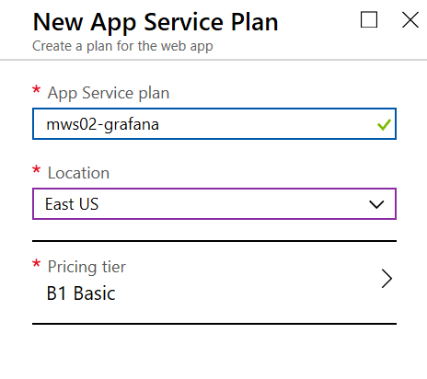 New App Service Plan
Create a plan for the web app
* App Service plan
mws02-grafana
* Location
East US
* Pricing tier
B1 Basic